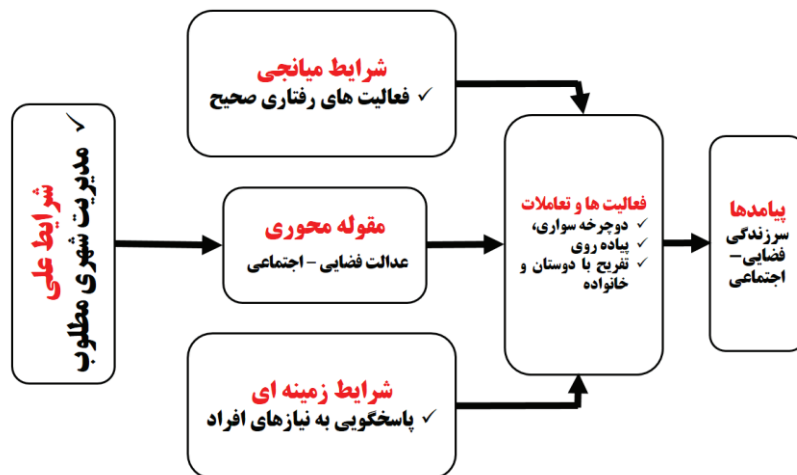 شرایط میانجی
✓ فعالیت های رفتاری صحیح
شرایط علی
✓ مدیریت شهری مطلوب
مقوله محوری
عدالت فضایی – اجتماعی
شرایط زمینه ای
✓ پاسخگویی به نیازهای افراد
فعالیت ها و تعاملات
✓ دوچرخه سواری،
✓ پیاده روی
✓ تفریح با دوستان و
خانواده
پیامدها
سرزندگی
فضایی–
اجتماعی